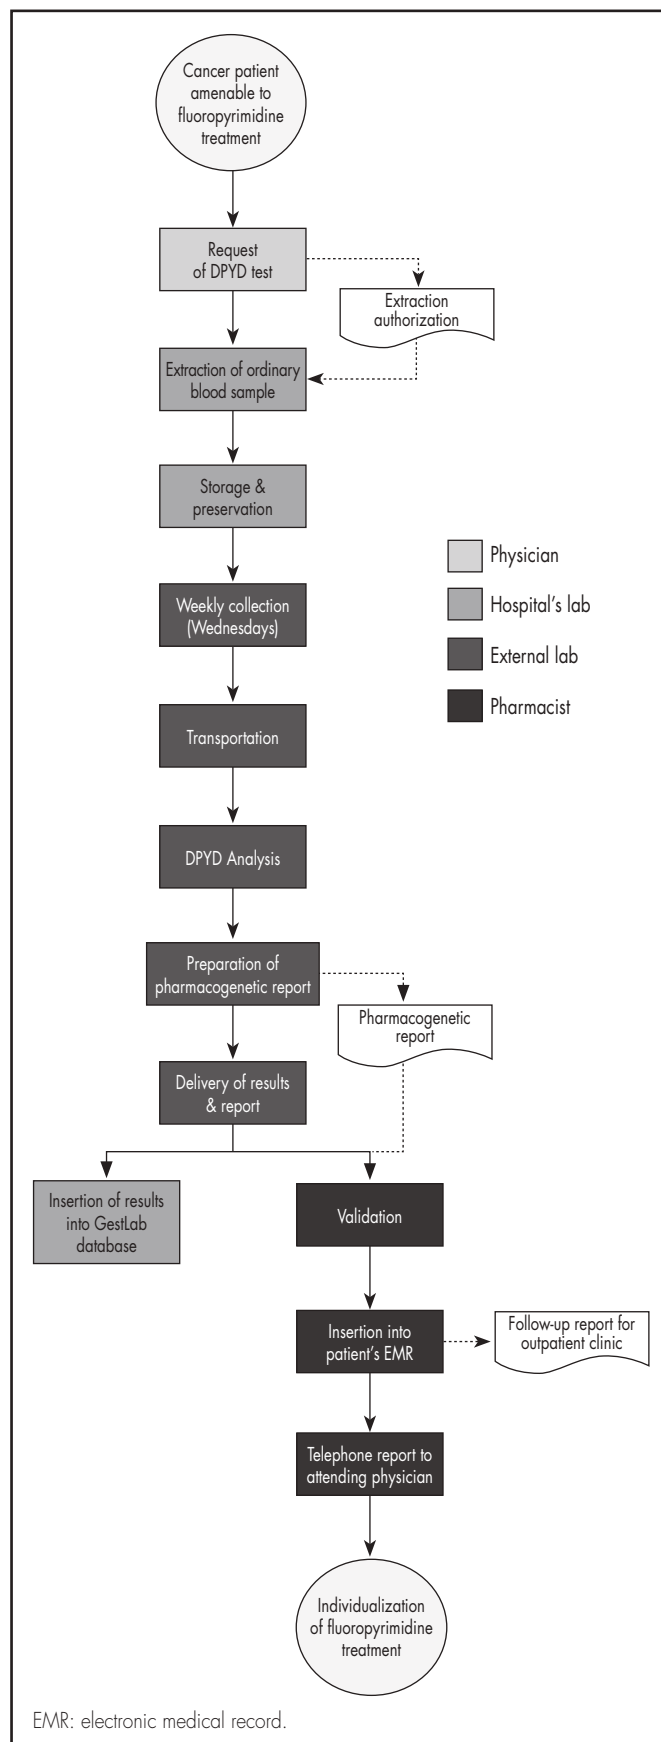 Cancer patient
amenable to
fluoropyrimidine
treatment
Request
of DPYD test
Extraction
authorization
Extraction of ordinary
blood sample
Storage &
preservation
Physician
Hospital's lab
External lab
Pharmacist
Weekly collection
(Wednesdays)
Transportation
DPYD Analysis
Preparation of
pharmacogenetic report
Pharmacogenetic
report
Delivery of results
& report
Insertion of results
into GestLab
database
Validation
Insertion into
patient's EMR
Follow-up report for
outpatient clinic
Telephone report to
attending physician
Individualization
of fluoropyrimidine
treatment
EMR: electronic medical record.